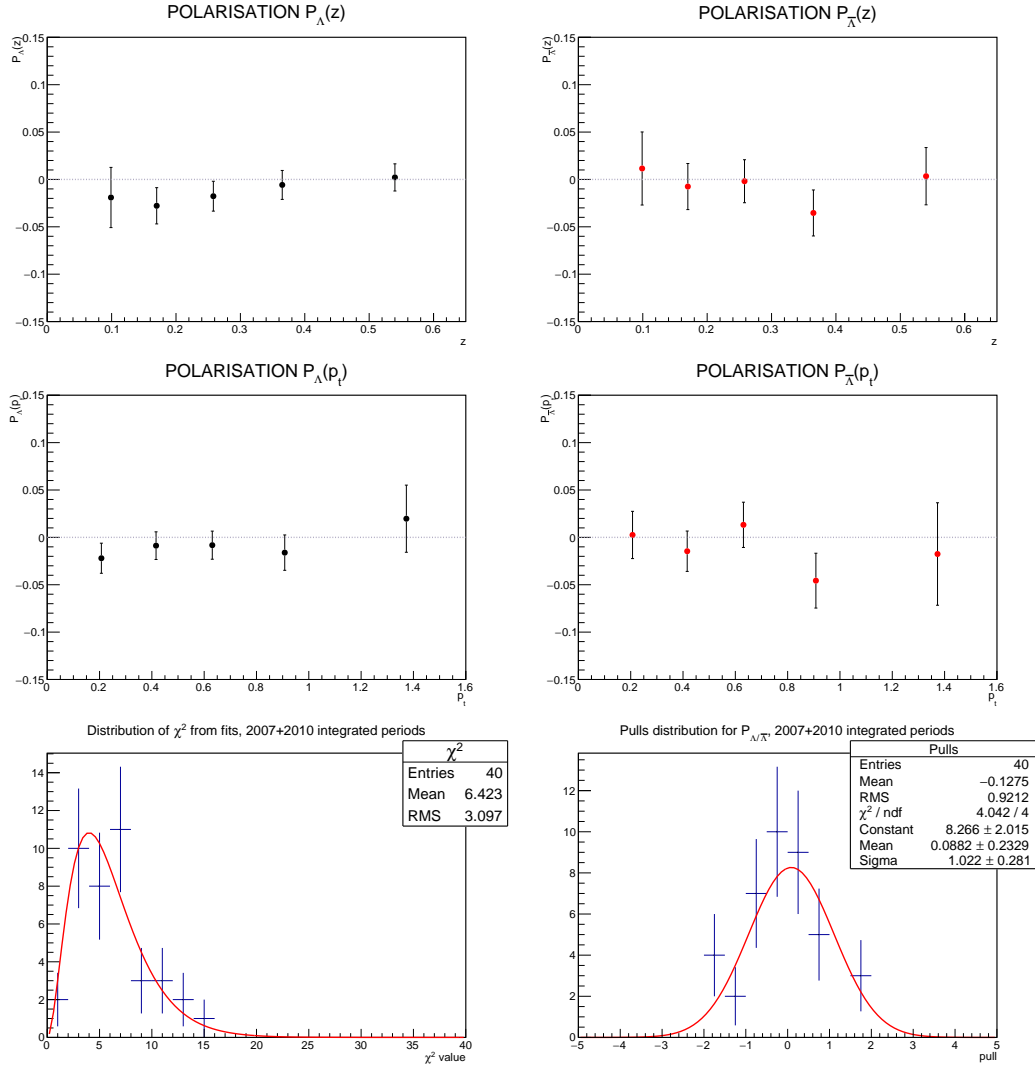 POLARISATION P_Λ(z)
P_Λ(z)
0.15
0.1
0.05
0
−0.05
−0.1
−0.15
0 0.1 0.2 0.3 0.4 0.5 0.6
z
POLARISATION P_Λ̅(z)
P_Λ̅(z)
0.15
0.1
0.05
0
−0.05
−0.1
−0.15
0 0.1 0.2 0.3 0.4 0.5 0.6
z
POLARISATION P_Λ(p_t)
P_Λ(p)
0.15
0.1
0.05
0
−0.05
−0.1
−0.15
0 0.2 0.4 0.6 0.8 1 1.2 1.4 1.6
p_t
POLARISATION P_Λ̅(p_t)
P_Λ̅(p)
0.15
0.1
0.05
0
−0.05
−0.1
−0.15
0 0.2 0.4 0.6 0.8 1 1.2 1.4 1.6
p_t
Distribution of χ² from fits, 2007+2010 integrated periods
χ²
Entries 40
Mean 6.423
RMS 3.097
14
12
10
8
6
4
2
0
0 5 10 15 20 25 30 35 40
χ² value
Pulls distribution for P_Λ/Λ̅, 2007+2010 integrated periods
Pulls
Entries 40
Mean −0.1275
RMS 0.9212
χ² / ndf 4.042 / 4
Constant 8.266 ± 2.015
Mean 0.0882 ± 0.2329
Sigma 1.022 ± 0.281
12
10
8
6
4
2
0
−5 −4 −3 −2 −1 0 1 2 3 4 5
pull